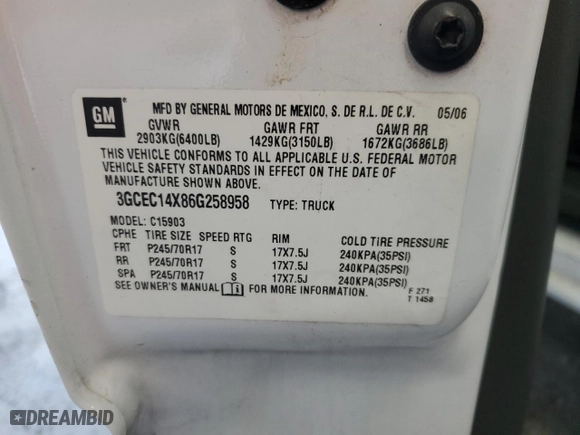 GM
MFD BY GENERAL MOTORS DE MEXICO, S. DE R.L. DE C.V. 05/06
GVWR GAWR FRT GAWR RR
2903KG(6400LB) 1429KG(3150LB) 1672KG(3686LB)
THIS VEHICLE CONFORMS TO ALL APPLICABLE U.S. FEDERAL MOTOR
VEHICLE SAFETY STANDARDS IN EFFECT ON THE DATE OF
MANUFACTURE SHOWN ABOVE.
3GCEC14X86G258958 TYPE: TRUCK
MODEL: C15903
CPHE TIRE SIZE SPEED RTG RIM COLD TIRE PRESSURE
FRT P245/70R17 S 17X7.5J 240KPA(35PSI)
RR P245/70R17 S 17X7.5J 240KPA(35PSI)
SPA P245/70R17 S 17X7.5J 240KPA(35PSI)
SEE OWNER'S MANUAL FOR MORE INFORMATION. F 271
T 1458
DREAMBID